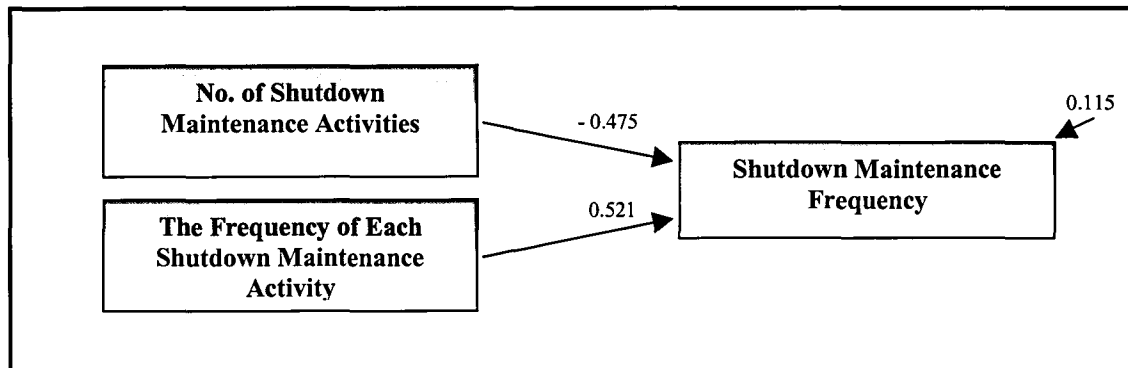 No. of Shutdown
Maintenance Activities
- 0.475
0.115
Shutdown Maintenance
Frequency
The Frequency of Each
Shutdown Maintenance
Activity
0.521